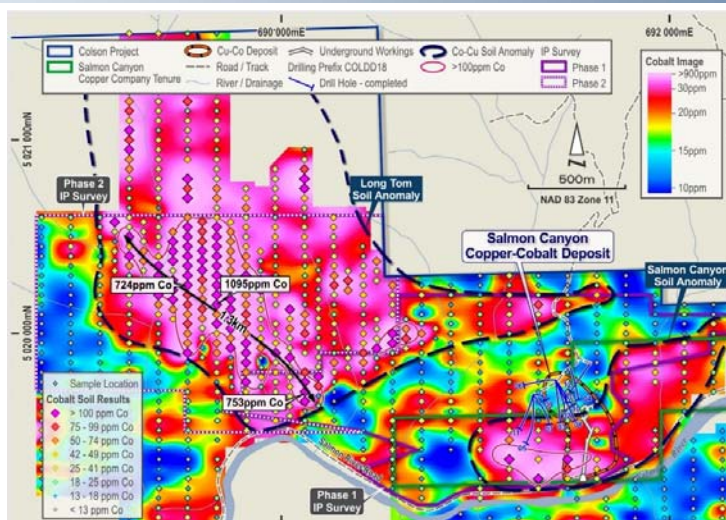 690 000mE
692 000mE
Colson Project
Salmon Canyon
Copper Company Tenure
Cu-Co Deposit
Road / Track
River / Drainage
Underground Workings
Drilling Prefix COLDD18
Drill Hole - completed
Co-Cu Soil Anomaly
>100ppm Co
IP Survey
Phase 1
Phase 2
Cobalt Image
>900ppm
30ppm
20ppm
15ppm
10ppm
5 021 000mN
Phase 2
IP Survey
Long Tom
Soil Anomaly
500m
NAD 83 Zone 11
Salmon Canyon
Copper-Cobalt Deposit
Salmon Canyon
Soil Anomaly
724ppm Co
1095ppm Co
1.3km
5 020 000mN
753ppm Co
Sample Location
Cobalt Soil Results
> 100 ppm Co
75 - 99 ppm Co
50 - 74 ppm Co
42 - 49 ppm Co
25 - 41 ppm Co
18 - 25 ppm Co
13 - 18 ppm Co
< 13 ppm Co
Salmon River Road
River
Phase 1
IP Survey